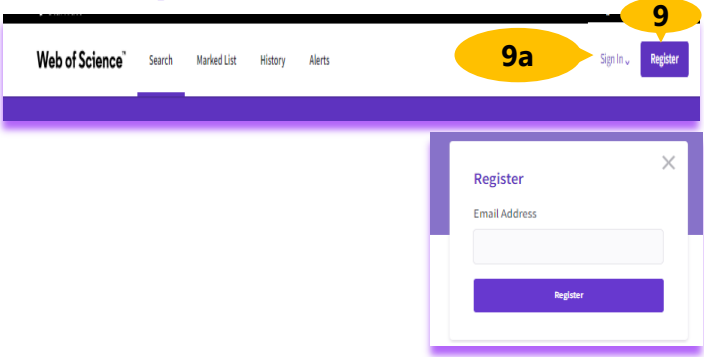 9
9a
Web of Science™ Search Marked List History Alerts Sign In Register
Register
Email Address
Register